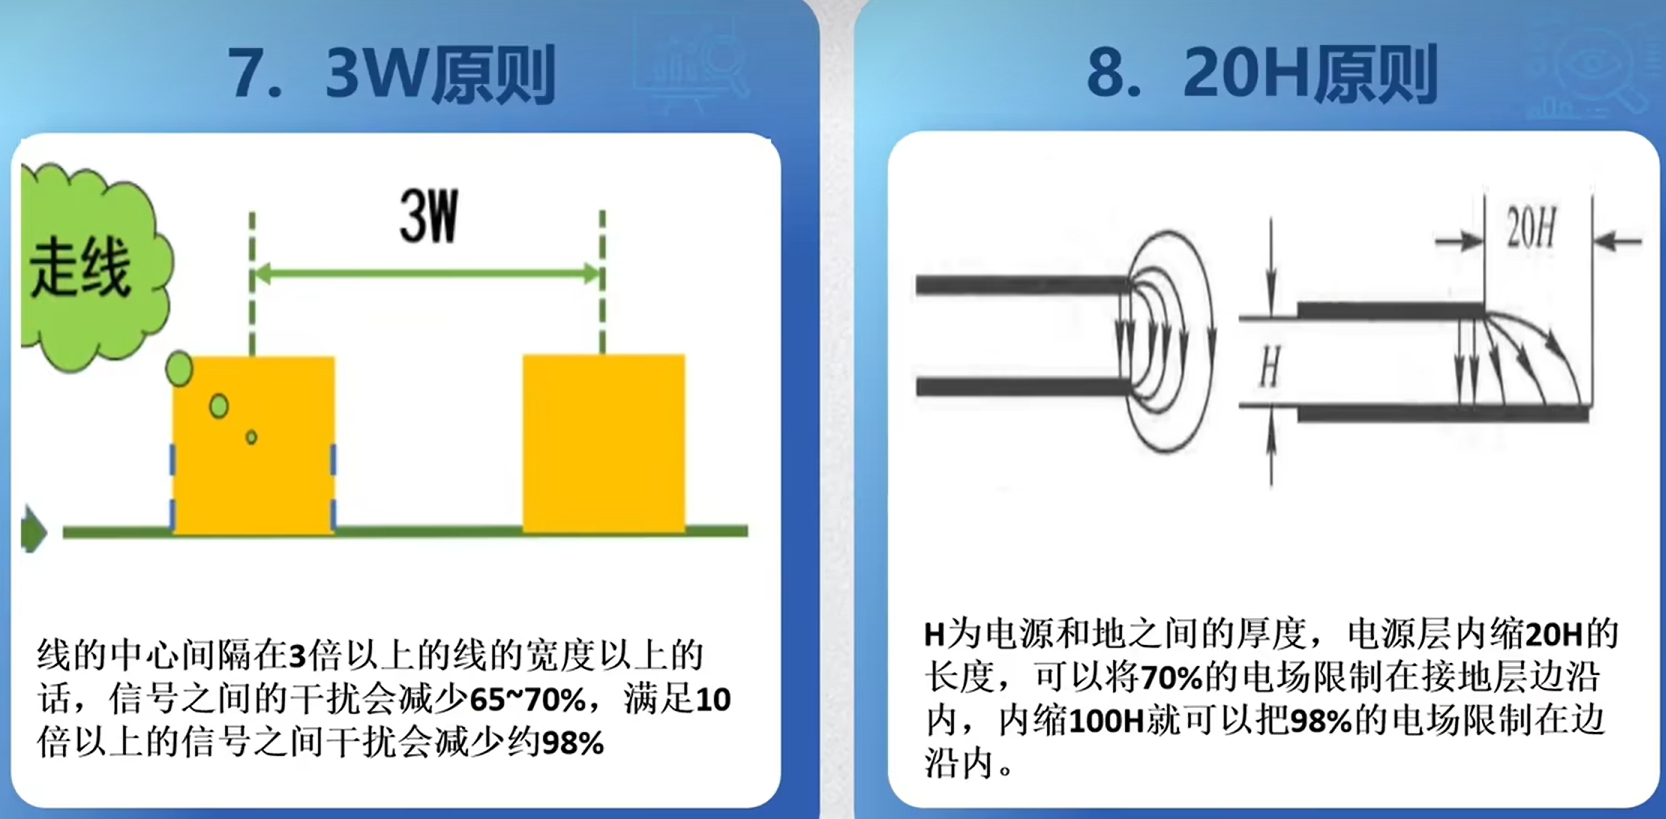 7. 3W原则
3W
走线
线的中心间隔在3倍以上的线的宽度以上的
话，信号之间的干扰会减少65~70%，满足10
倍以上的信号之间干扰会减少约98%
8. 20H原则
20H
H
H为电源和地之间的厚度，电源层内缩20H的
长度，可以将70%的电场限制在接地层边沿
内，内缩100H就可以把98%的电场限制在边
沿内。